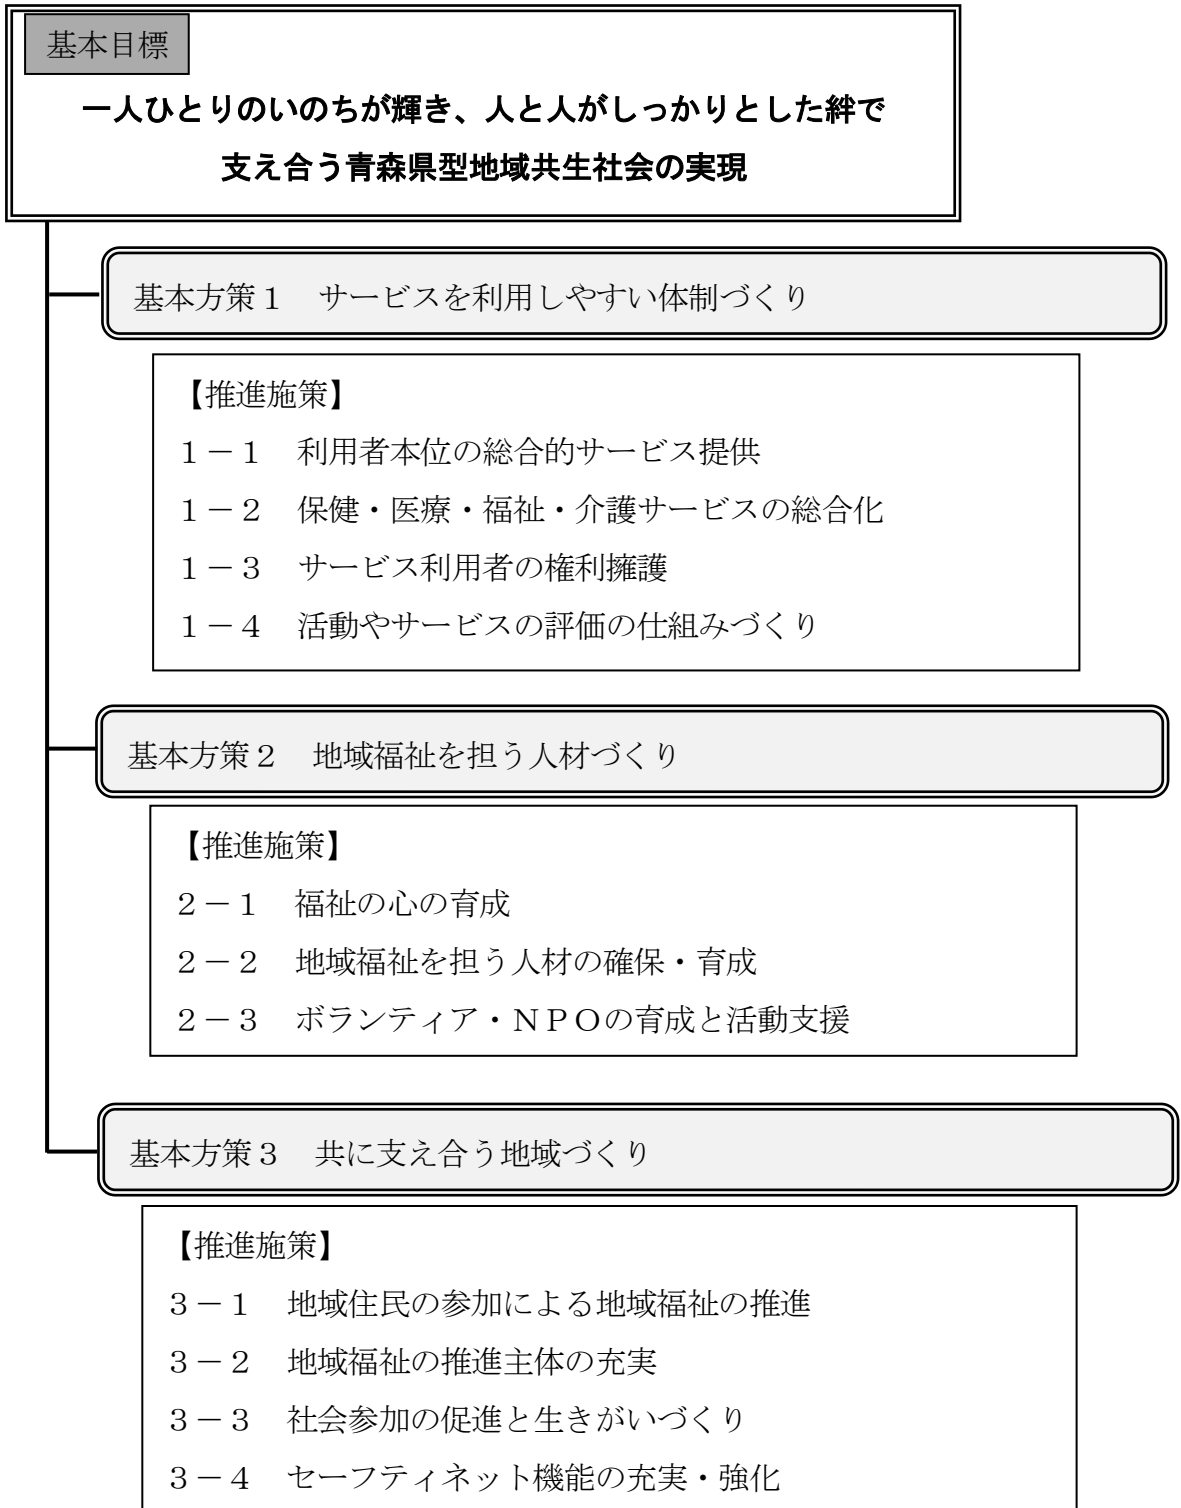 基本目標
一人ひとりのいのちが輝き、人と人がしっかりとした絆で
支え合う青森県型地域共生社会の実現
基本方策１　サービスを利用しやすい体制づくり
【推進施策】
１－１　利用者本位の総合的サービス提供
１－２　保健・医療・福祉・介護サービスの総合化
１－３　サービス利用者の権利擁護
１－４　活動やサービスの評価の仕組みづくり
基本方策２　地域福祉を担う人材づくり
【推進施策】
２－１　福祉の心の育成
２－２　地域福祉を担う人材の確保・育成
２－３　ボランティア・ＮＰＯの育成と活動支援
基本方策３　共に支え合う地域づくり
【推進施策】
３－１　地域住民の参加による地域福祉の推進
３－２　地域福祉の推進主体の充実
３－３　社会参加の促進と生きがいづくり
３－４　セーフティネット機能の充実・強化